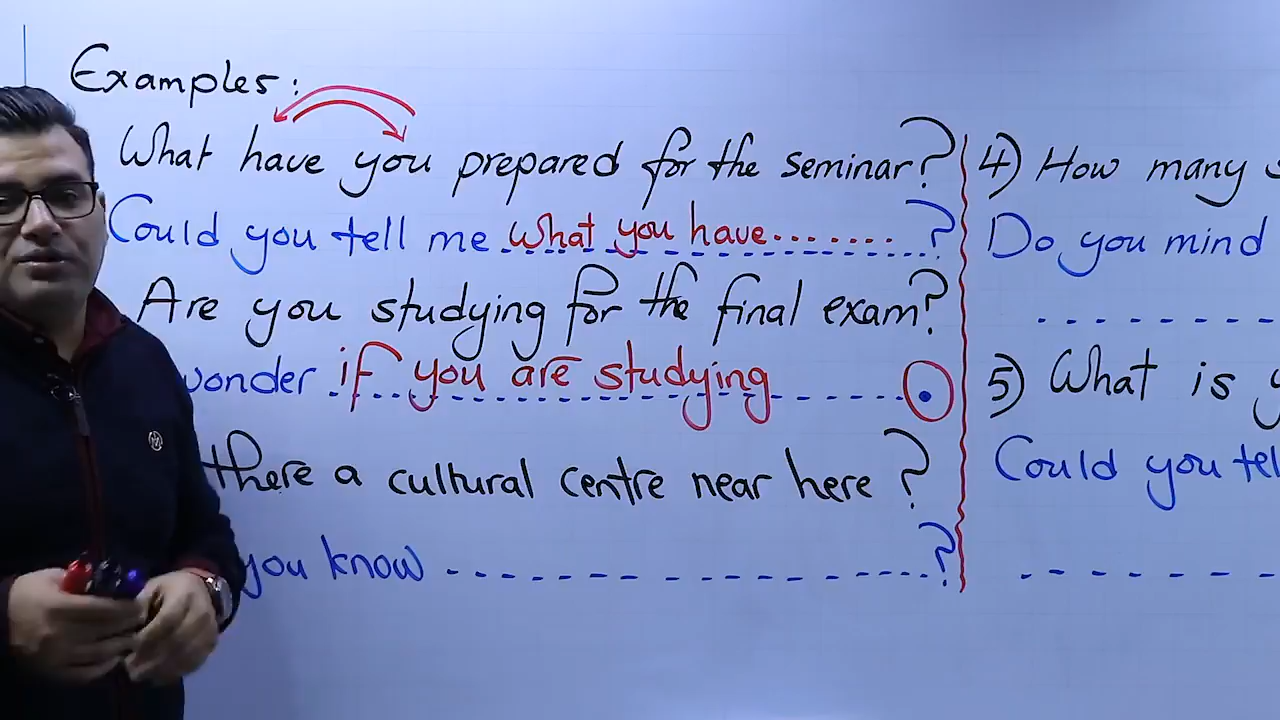 Examples:
What have you prepared for the seminar?
Could you tell me what you have........?
Are you studying for the final exam?
wonder if you are studying .
there a cultural centre near here?
you know ?
4) How many
Do you mind
5) What is
Could you tell